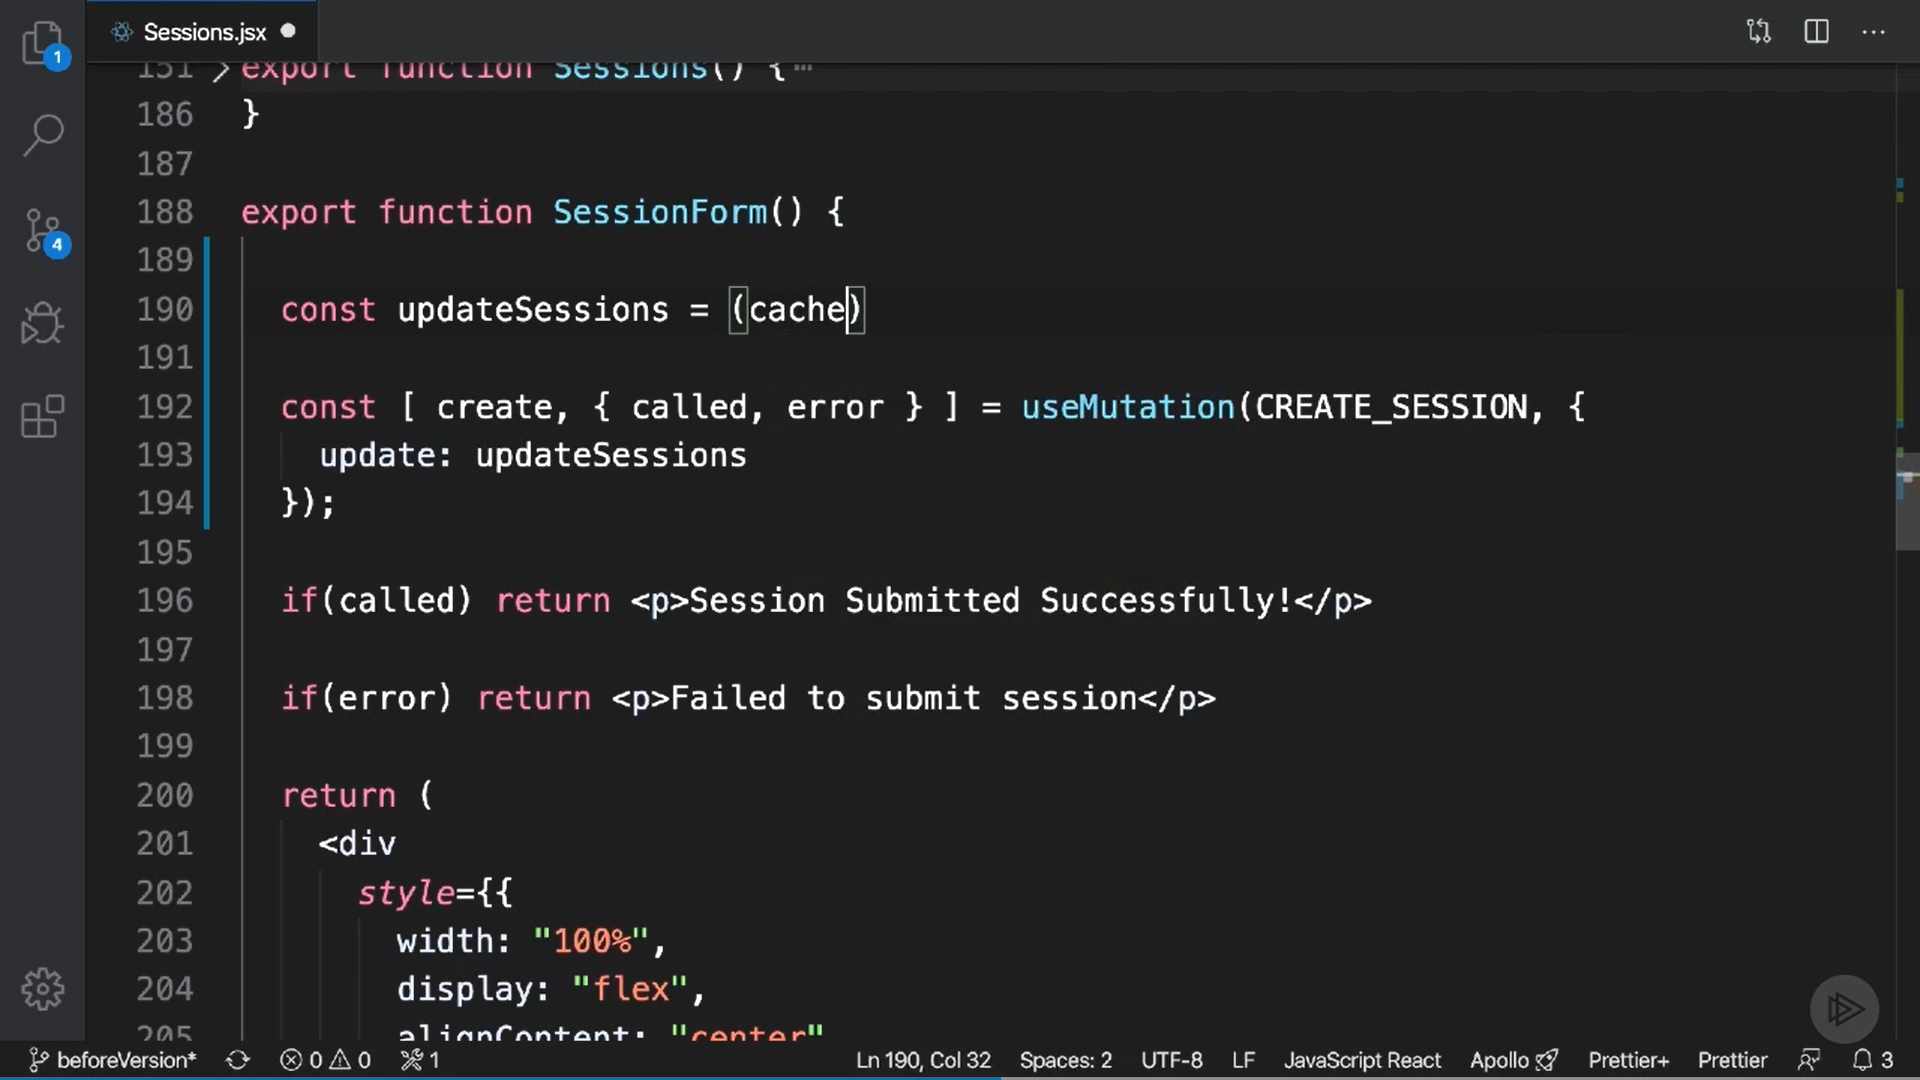 1
Sessions.jsx
151 export function Sessions() {
186 }
187
188 export function SessionForm() {
4
189
190 const updateSessions = (cache)
191
192 const [ create, { called, error } ] = useMutation(CREATE_SESSION, {
193 update: updateSessions
194 });
195
196 if(called) return <p>Session Submitted Successfully!</p>
197
198 if(error) return <p>Failed to submit session</p>
199
200 return (
201 <div
202 style={{
203 width: "100%",
204 display: "flex",
205 alignContent: "center"
beforeVersion* 0 0 1 Ln 190, Col 32 Spaces: 2 UTF-8 LF JavaScript React Apollo Prettier+ Prettier 3